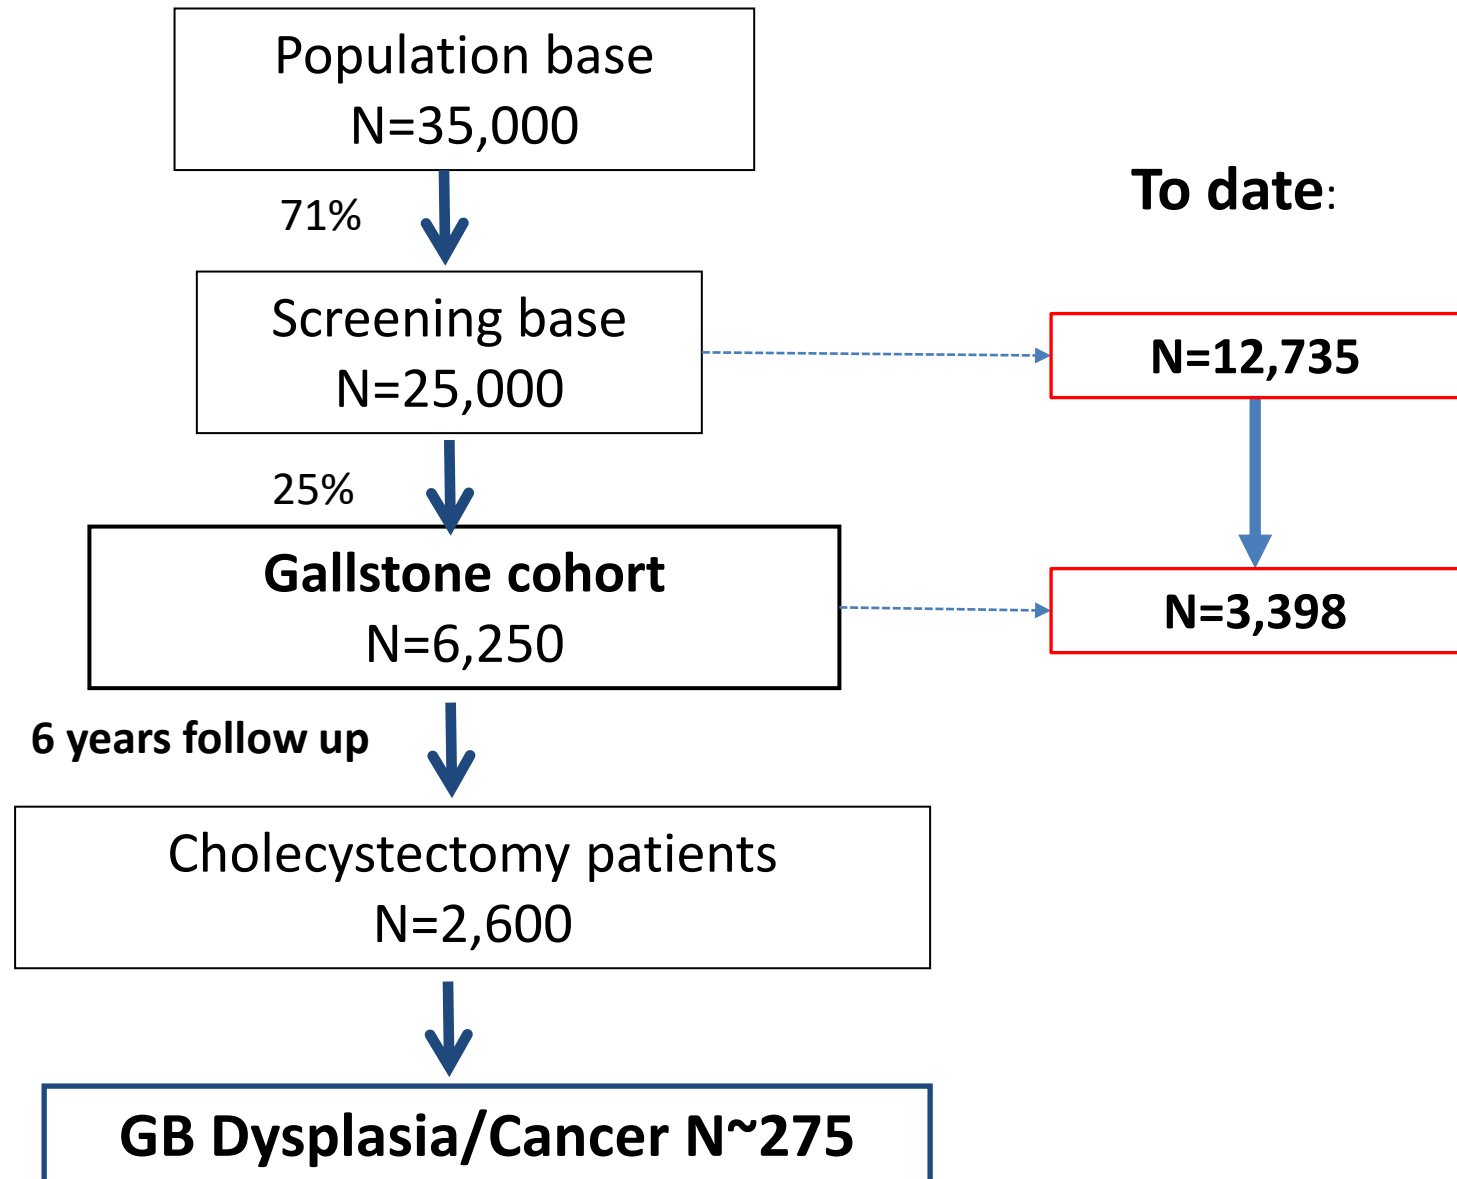 Population base
N=35,000
71%
To date:
Screening base
N=25,000
N=12,735
25%
Gallstone cohort
N=6,250
N=3,398
6 years follow up
Cholecystectomy patients
N=2,600
GB Dysplasia/Cancer N~275